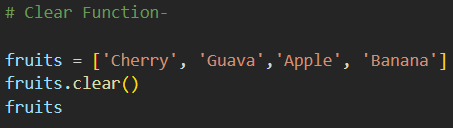 # Clear Function-
fruits = ['Cherry', 'Guava','Apple', 'Banana']
fruits.clear()
fruits